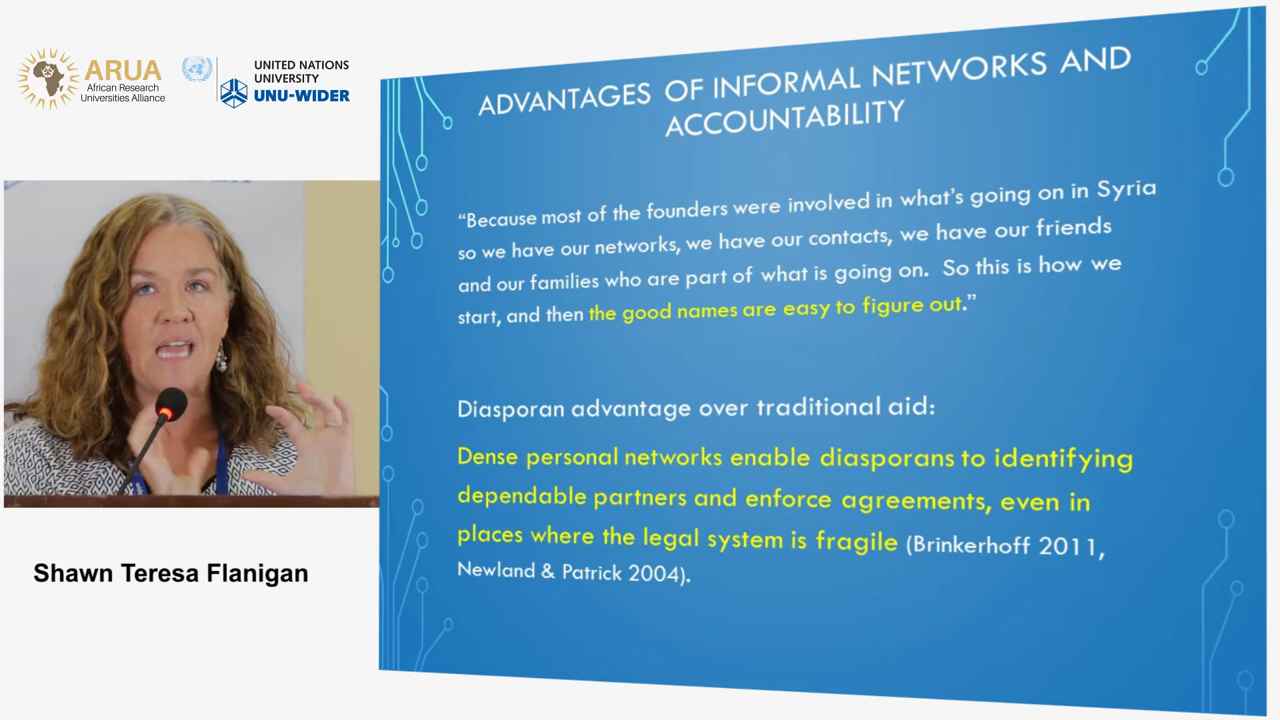 ARUA
African Research
Universities Alliance
UNITED NATIONS
UNIVERSITY
UNU-WIDER
ADVANTAGES OF INFORMAL NETWORKS AND
ACCOUNTABILITY
“Because most of the founders were involved in what’s going on in Syria
so we have our networks, we have our contacts, we have our friends
and our families who are part of what is going on. So this is how we
start, and then the good names are easy to figure out.”
Diasporan advantage over traditional aid:
Dense personal networks enable diasporans to identifying
dependable partners and enforce agreements, even in
places where the legal system is fragile (Brinkerhoff 2011,
Newland & Patrick 2004).
Shawn Teresa Flanigan